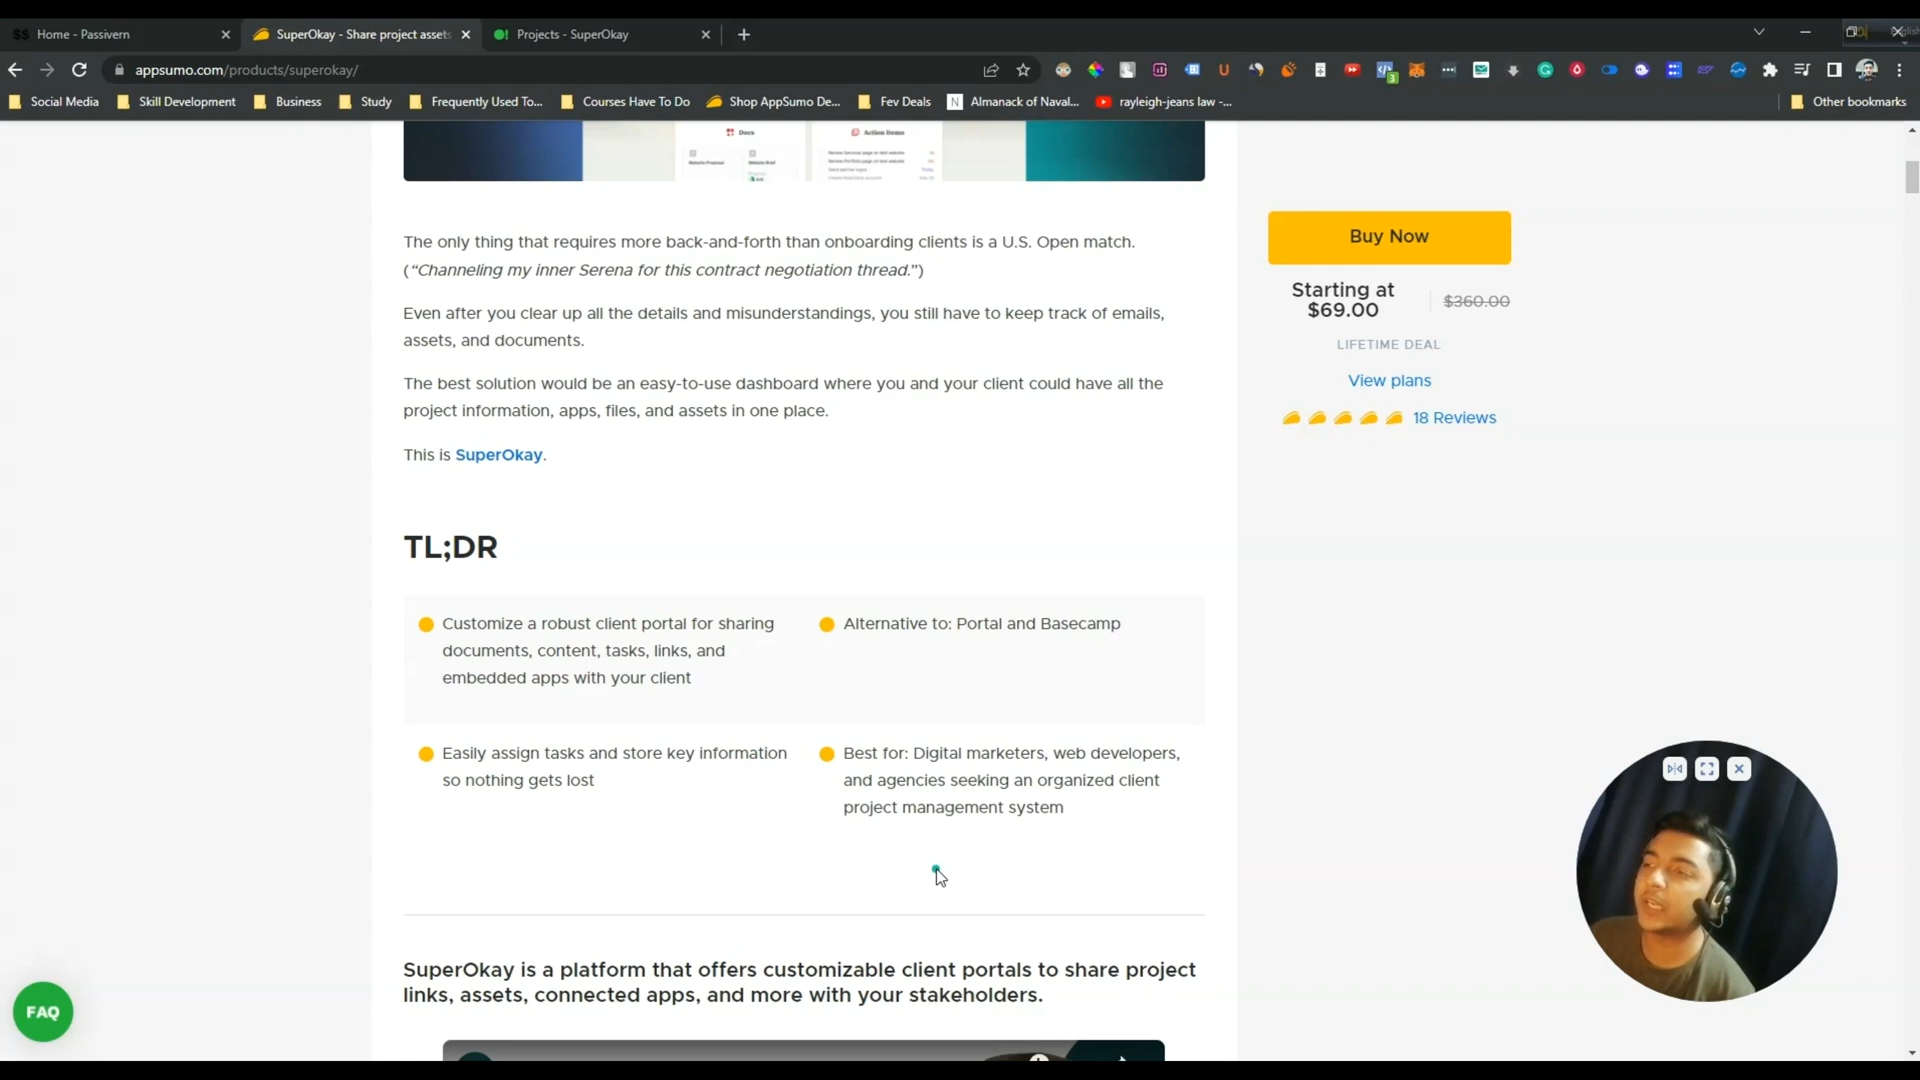 Home - Passivern
SuperOkay - Share project assets
Projects - SuperOkay
appsumo.com/products/superokay/
Social Media
Skill Development
Business
Study
Frequently Used To...
Courses Have To Do
Shop AppSumo De...
Fev Deals
Almanack of Naval...
rayleigh-jeans law -...
Other bookmarks
Docs
Action Items
Website Proposal
Website Brief
The only thing that requires more back-and-forth than onboarding clients is a U.S. Open match.
(“Channeling my inner Serena for this contract negotiation thread.”)
Even after you clear up all the details and misunderstandings, you still have to keep track of emails,
assets, and documents.
The best solution would be an easy-to-use dashboard where you and your client could have all the
project information, apps, files, and assets in one place.
This is SuperOkay.
Buy Now
Starting at
$69.00
$360.00
LIFETIME DEAL
View plans
18 Reviews
TL;DR
Customize a robust client portal for sharing
documents, content, tasks, links, and
embedded apps with your client
Alternative to: Portal and Basecamp
Easily assign tasks and store key information
so nothing gets lost
Best for: Digital marketers, web developers,
and agencies seeking an organized client
project management system
SuperOkay is a platform that offers customizable client portals to share project
links, assets, connected apps, and more with your stakeholders.
FAQ